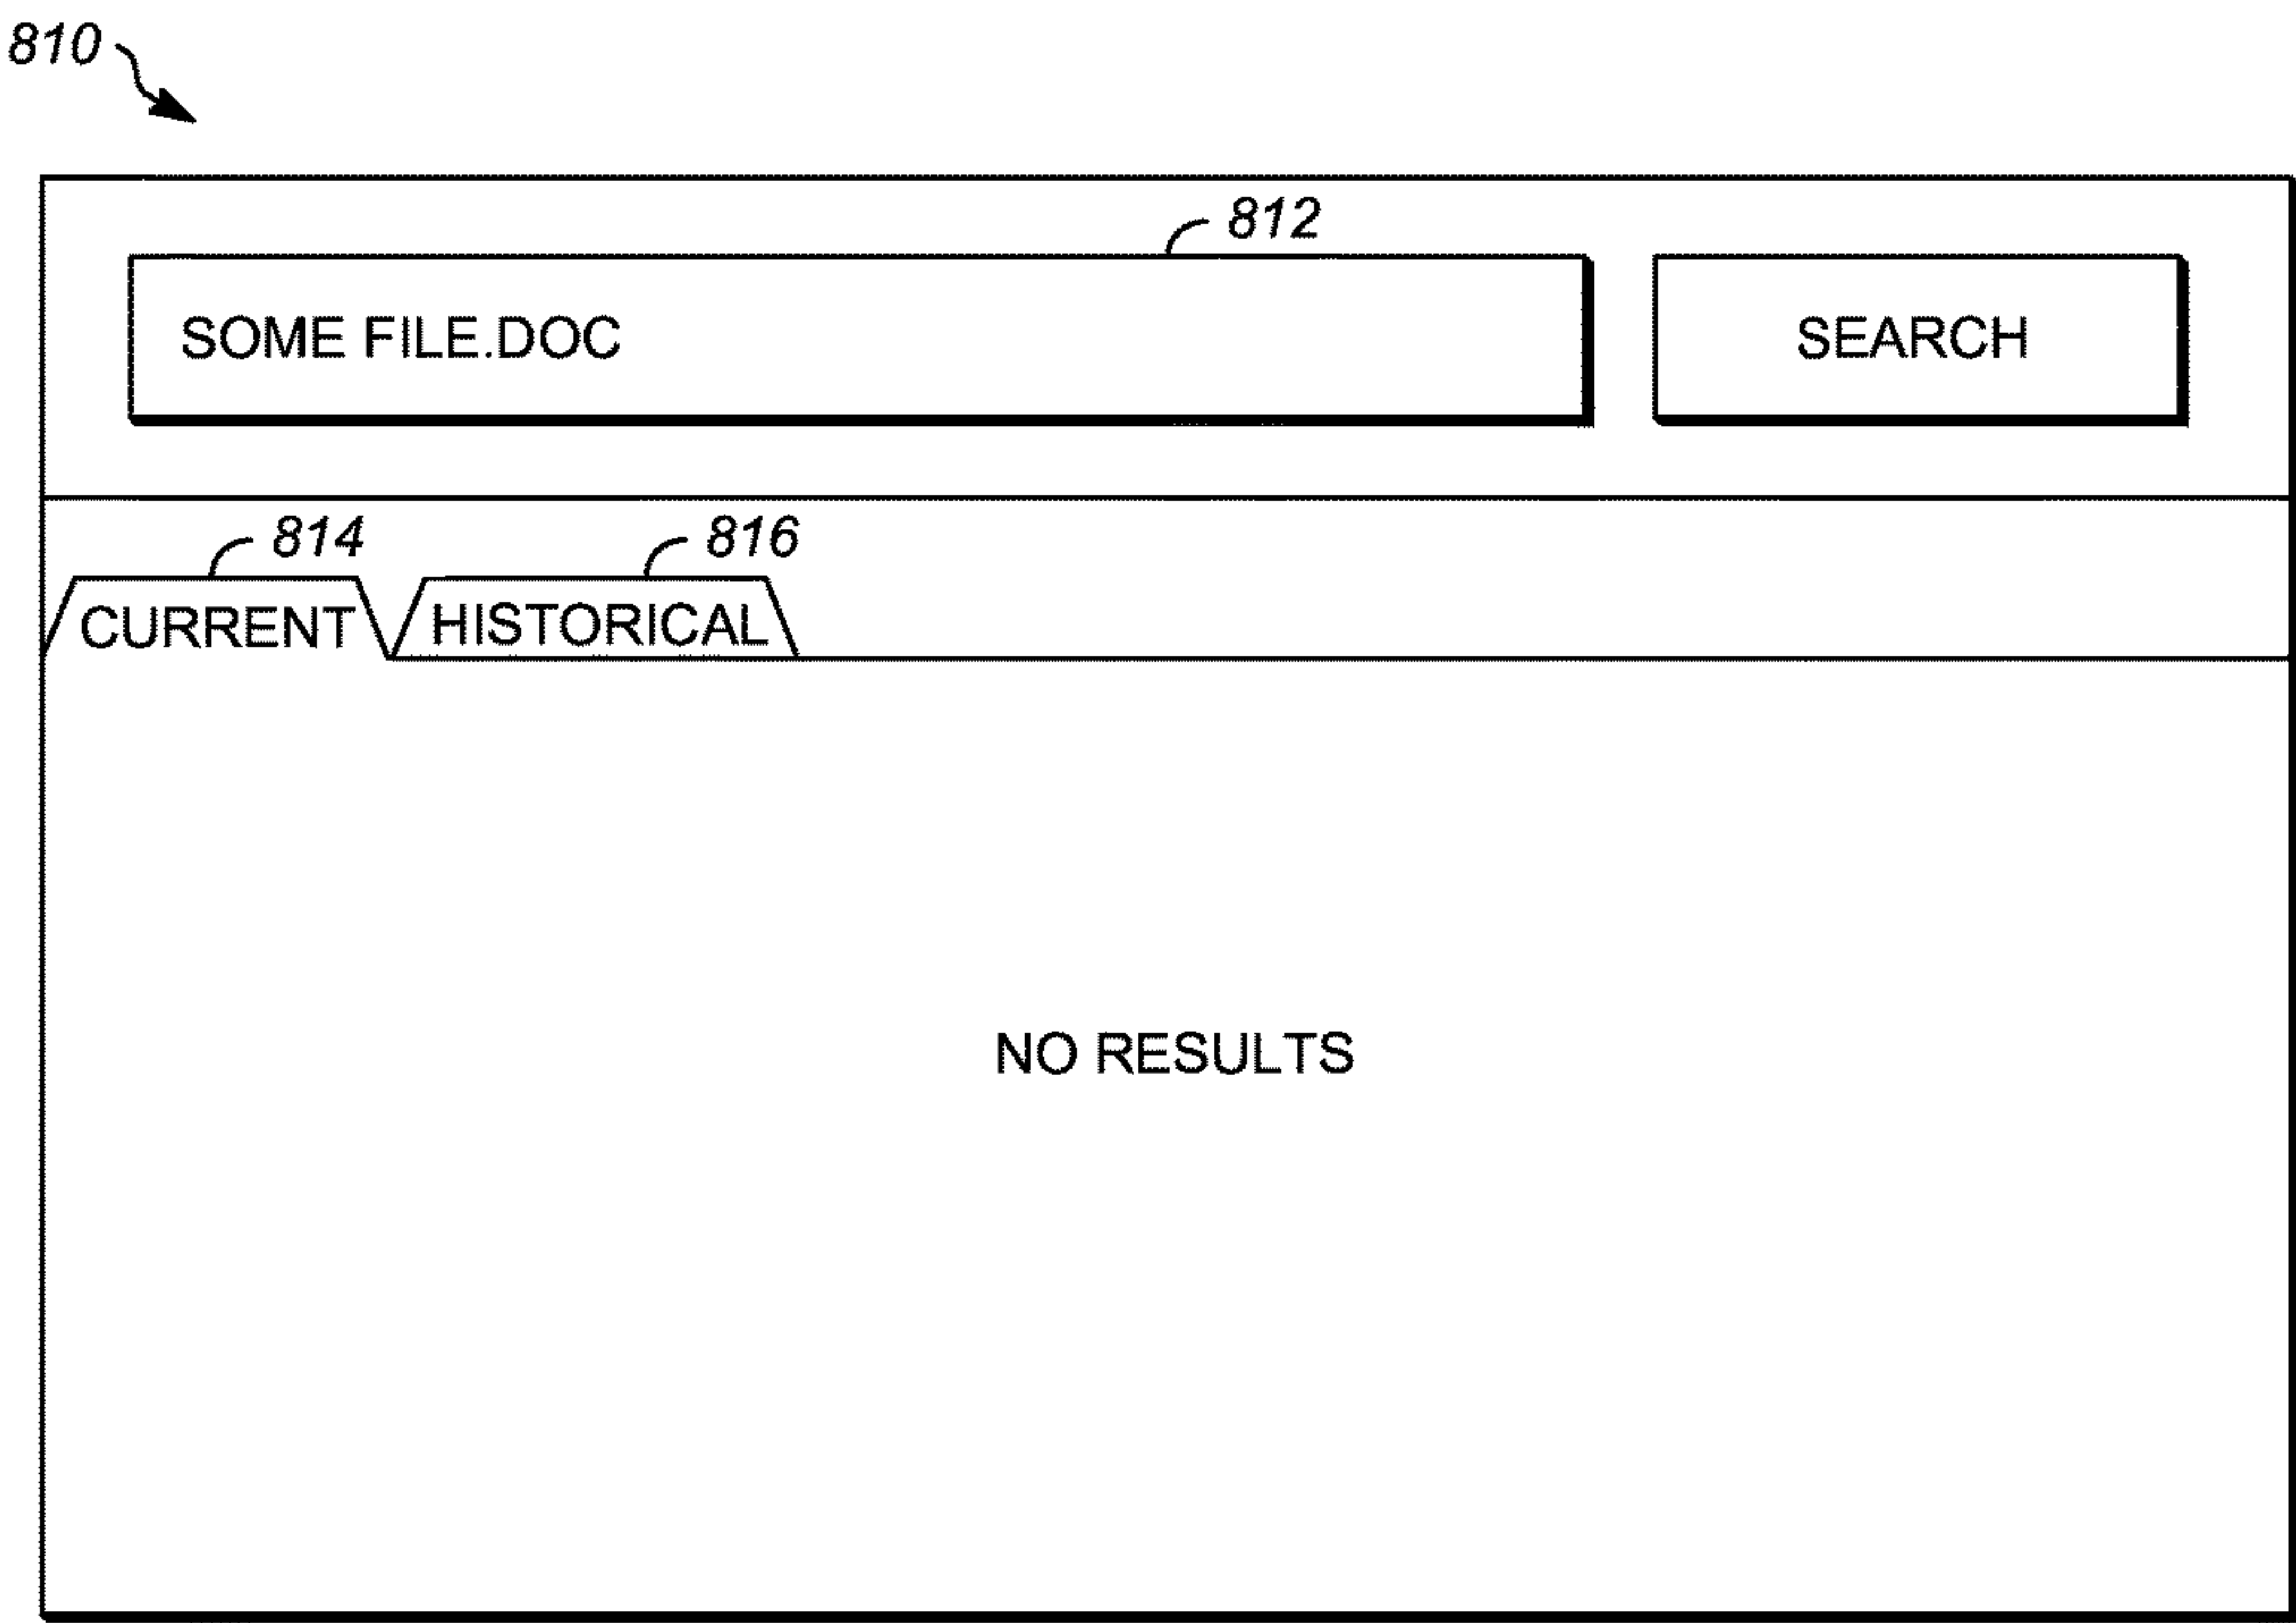 810
812
SOME FILE.DOC SEARCH
814 816
CURRENT HISTORICAL
NO RESULTS